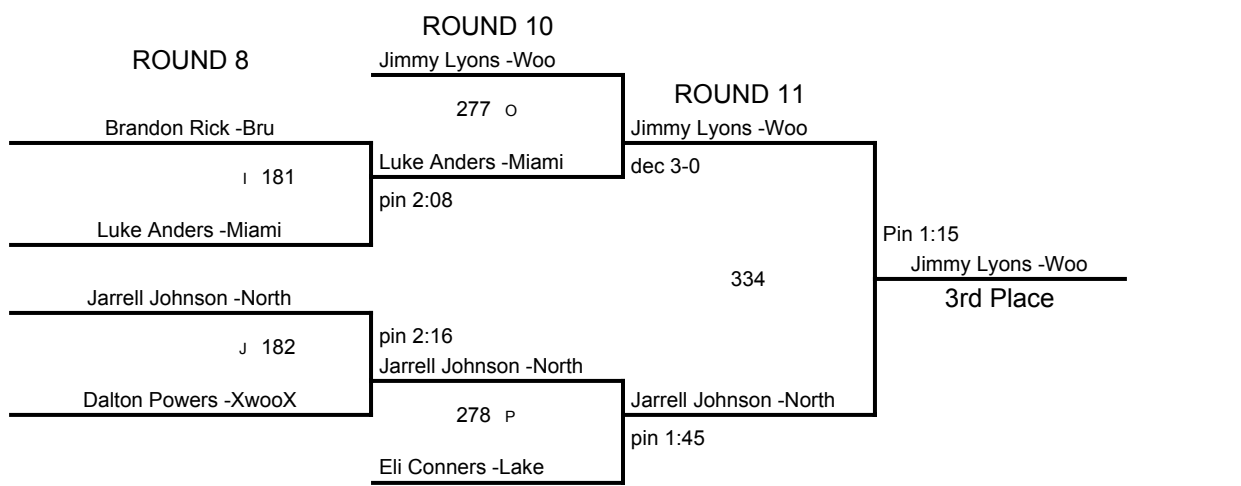 ROUND 10
ROUND 8
Jimmy Lyons -Woo
ROUND 11
277 O
Brandon Rick -Bru
Jimmy Lyons -Woo
Luke Anders -Miami
dec 3-0
I 181
pin 2:08
Luke Anders -Miami
Pin 1:15
Jimmy Lyons -Woo
334
Jarrell Johnson -North
3rd Place
pin 2:16
J 182
Jarrell Johnson -North
Dalton Powers -XwooX
Jarrell Johnson -North
278 P
pin 1:45
Eli Conners -Lake